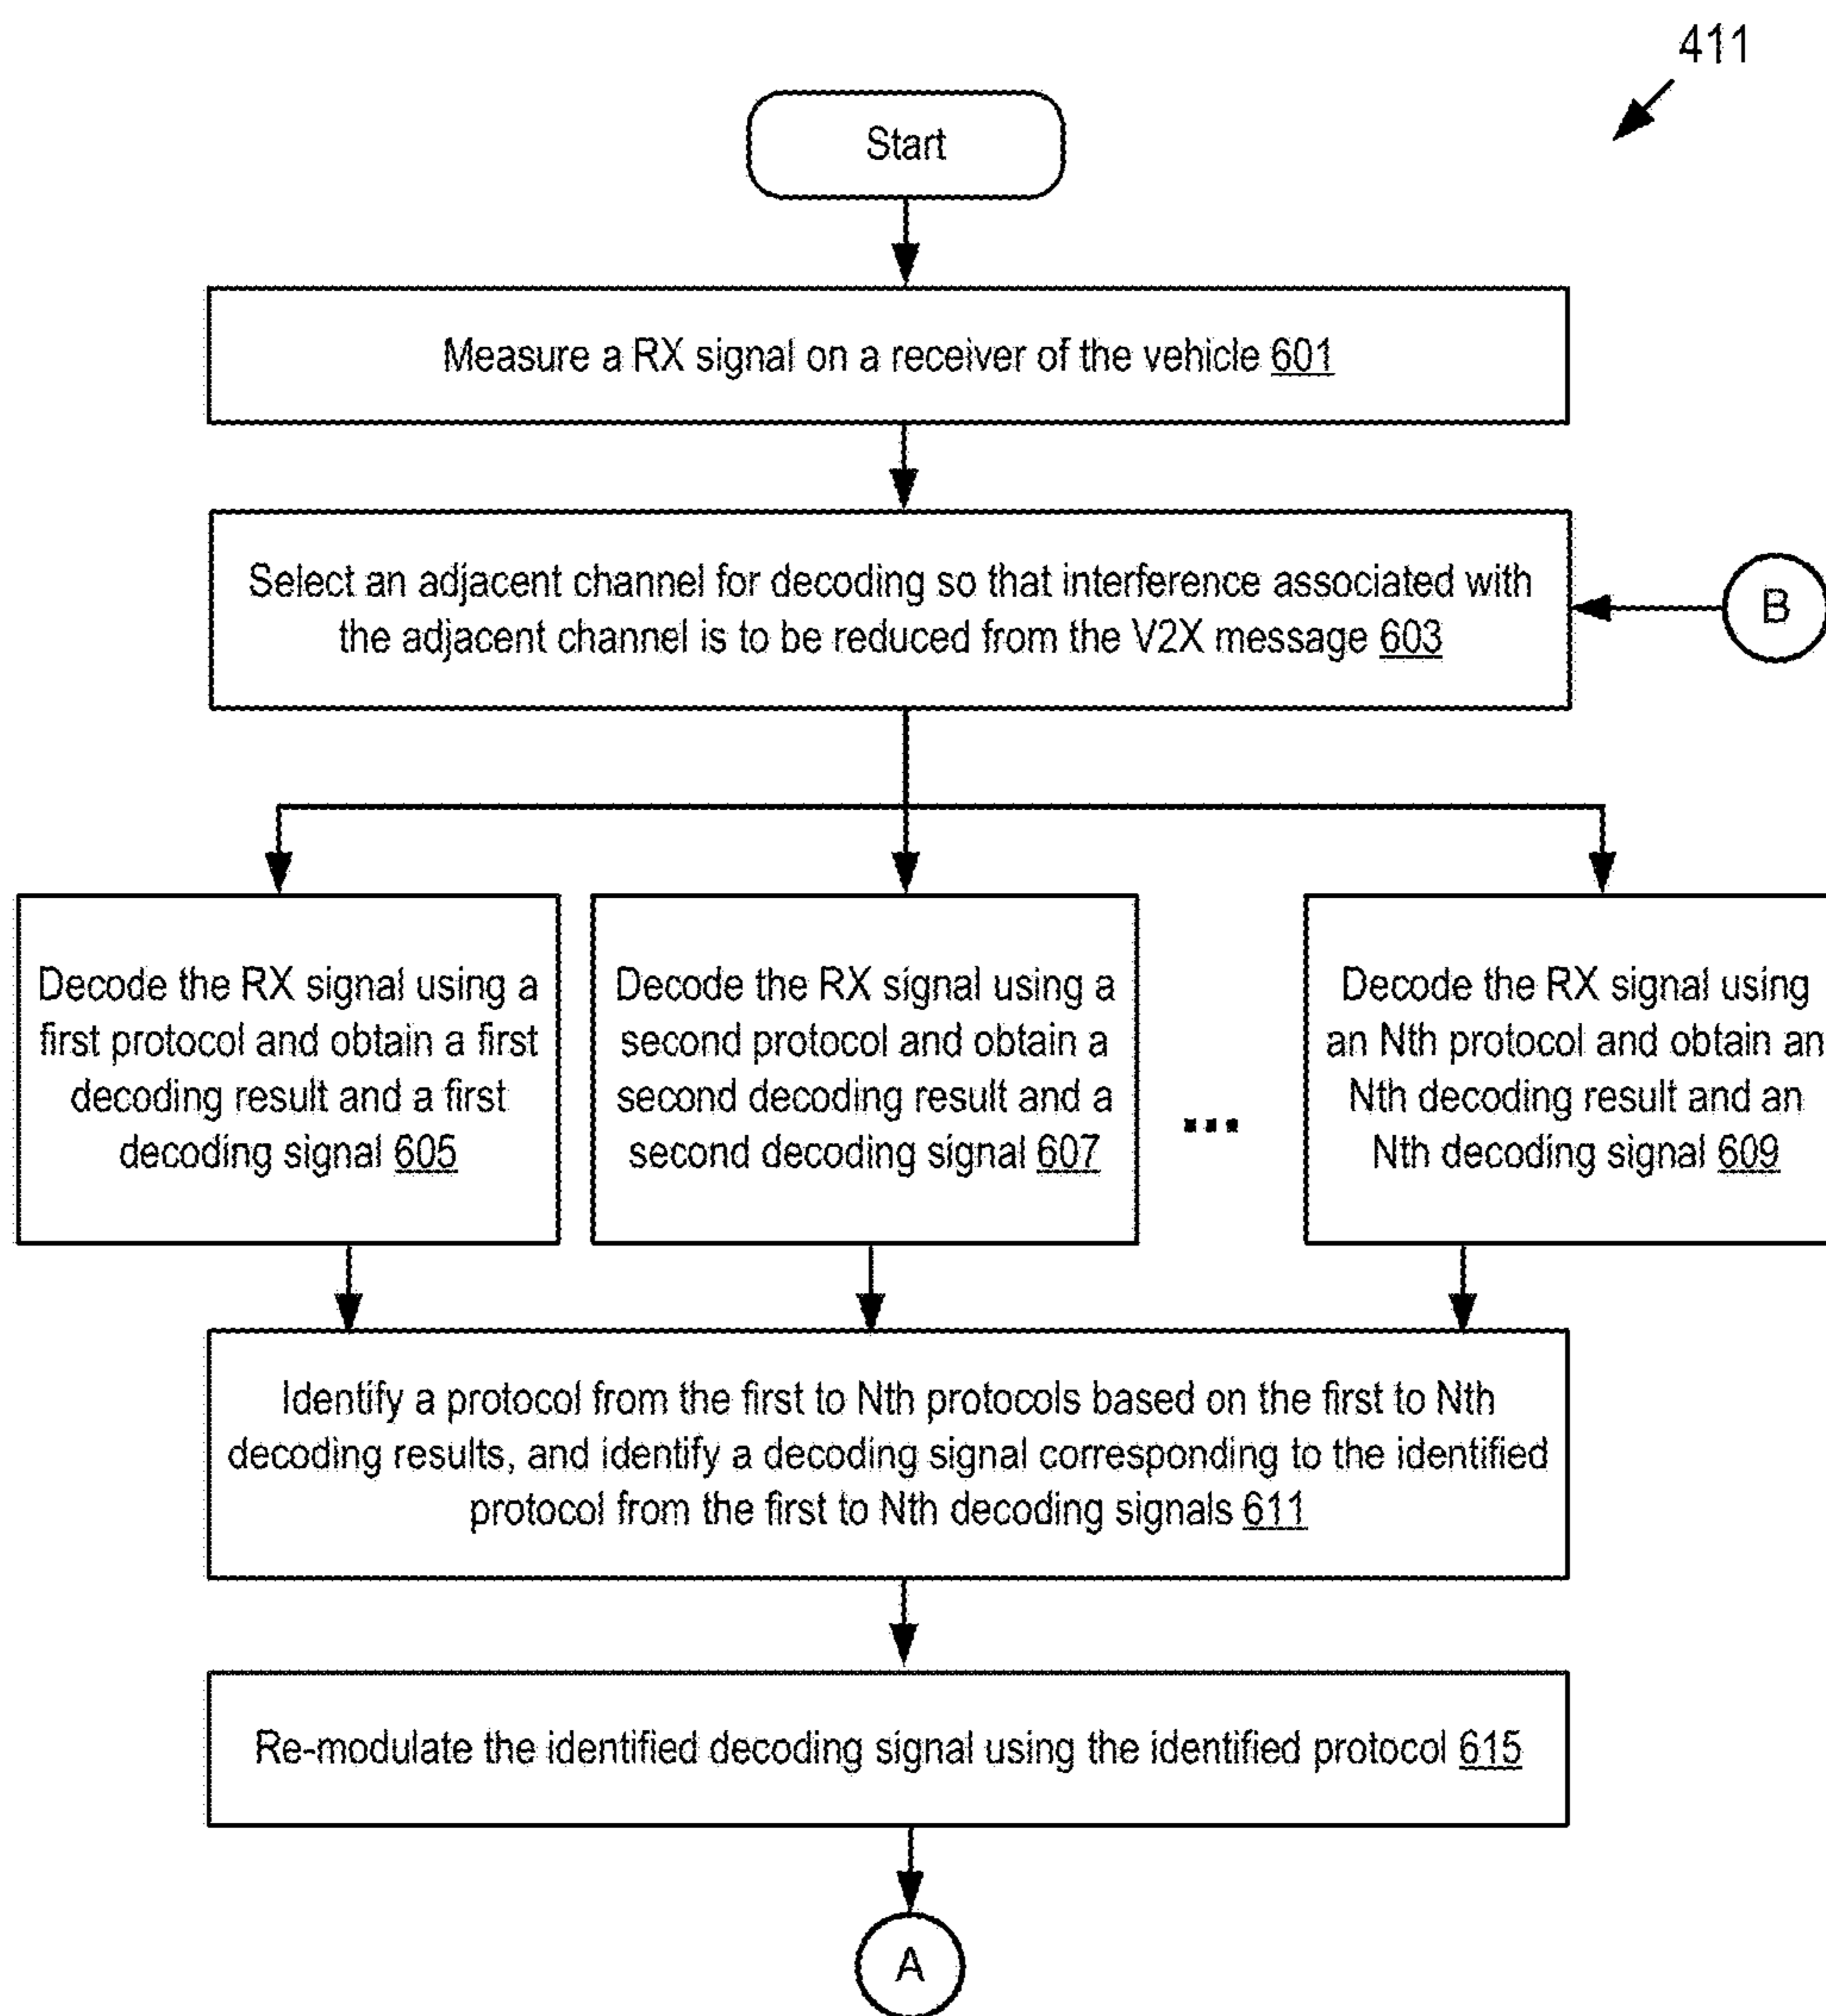 411
Start
Measure a RX signal on a receiver of the vehicle 601
Select an adjacent channel for decoding so that interference associated with
the adjacent channel is to be reduced from the V2X message 603
B
Decode the RX signal using a
first protocol and obtain a first
decoding result and a first
decoding signal 605
Decode the RX signal using a
second protocol and obtain a
second decoding result and a
second decoding signal 607
...
Decode the RX signal using
an Nth protocol and obtain an
Nth decoding result and an
Nth decoding signal 609
Identify a protocol from the first to Nth protocols based on the first to Nth
decoding results, and identify a decoding signal corresponding to the identified
protocol from the first to Nth decoding signals 611
Re-modulate the identified decoding signal using the identified protocol 615
A